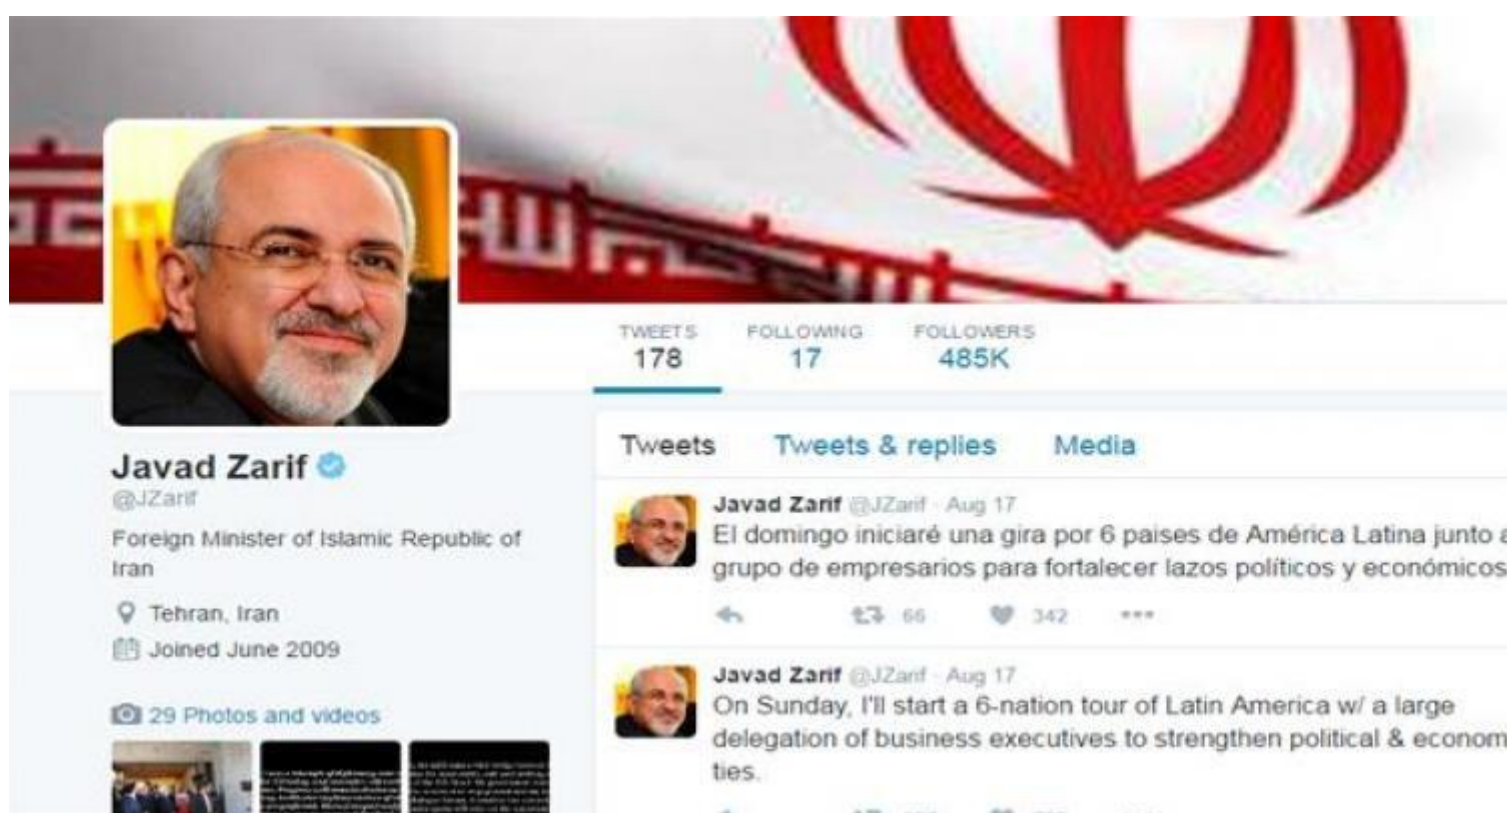 TWEETS FOLLOWING FOLLOWERS
178 17 485K
Javad Zarif
@JZarif
Foreign Minister of Islamic Republic of
Iran
Tehran, Iran
Joined June 2009
29 Photos and videos
Tweets Tweets & replies Media
Javad Zarif @JZarif · Aug 17
El domingo iniciaré una gira por 6 paises de América Latina junto a
grupo de empresarios para fortalecer lazos políticos y económicos
66 342
Javad Zarif @JZarif · Aug 17
On Sunday, I'll start a 6-nation tour of Latin America w/ a large
delegation of business executives to strengthen political & econom
ties.